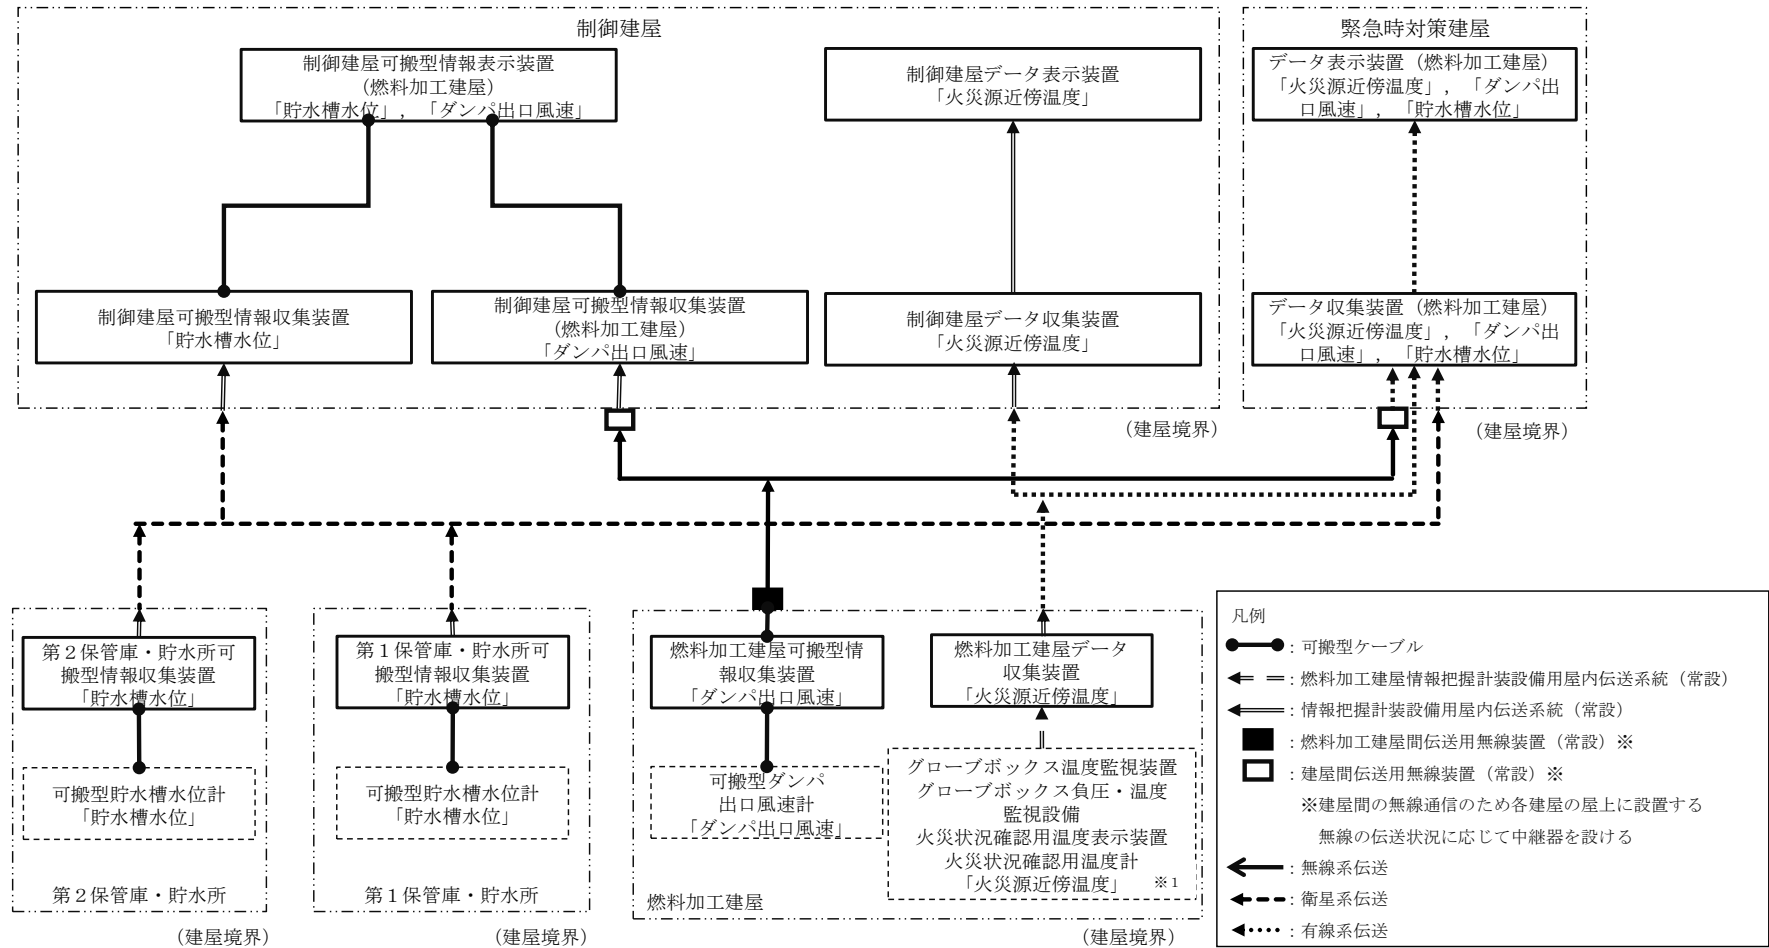 制御建屋
制御建屋可搬型情報表示装置
(燃料加工建屋)
「貯水槽水位」，「ダンパ出口風速」
制御建屋データ表示装置
「火災源近傍温度」
緊急時対策建屋
データ表示装置（燃料加工建屋）
「火災源近傍温度」，「ダンパ出
口風速」，「貯水槽水位」
制御建屋可搬型情報収集装置
「貯水槽水位」
制御建屋可搬型情報収集装置
(燃料加工建屋)
「ダンパ出口風速」
制御建屋データ収集装置
「火災源近傍温度」
データ収集装置（燃料加工建屋）
「火災源近傍温度」，「ダンパ出
口風速」，「貯水槽水位」
（建屋境界）
（建屋境界）
第２保管庫・貯水所可
搬型情報収集装置
「貯水槽水位」
可搬型貯水槽水位計
「貯水槽水位」
第２保管庫・貯水所
（建屋境界）
第１保管庫・貯水所可
搬型情報収集装置
「貯水槽水位」
可搬型貯水槽水位計
「貯水槽水位」
第１保管庫・貯水所
（建屋境界）
燃料加工建屋可搬型情
報収集装置
「ダンパ出口風速」
可搬型ダンパ
出口風速計
「ダンパ出口風速」
燃料加工建屋
燃料加工建屋データ
収集装置
「火災源近傍温度」
グローブボックス温度監視装置
グローブボックス負圧・温度
監視設備
火災状況確認用温度表示装置
火災状況確認用温度計
「火災源近傍温度」 ※1
（建屋境界）
凡例
：可搬型ケーブル
：燃料加工建屋情報把握計装設備用屋内伝送系統（常設）
：情報把握計装設備用屋内伝送系統（常設）
：燃料加工建屋間伝送用無線装置（常設）※
：建屋間伝送用無線装置（常設）※
※建屋間の無線通信のため各建屋の屋上に設置する
無線の伝送状況に応じて中継器を設ける
：無線系伝送
：衛星系伝送
：有線系伝送